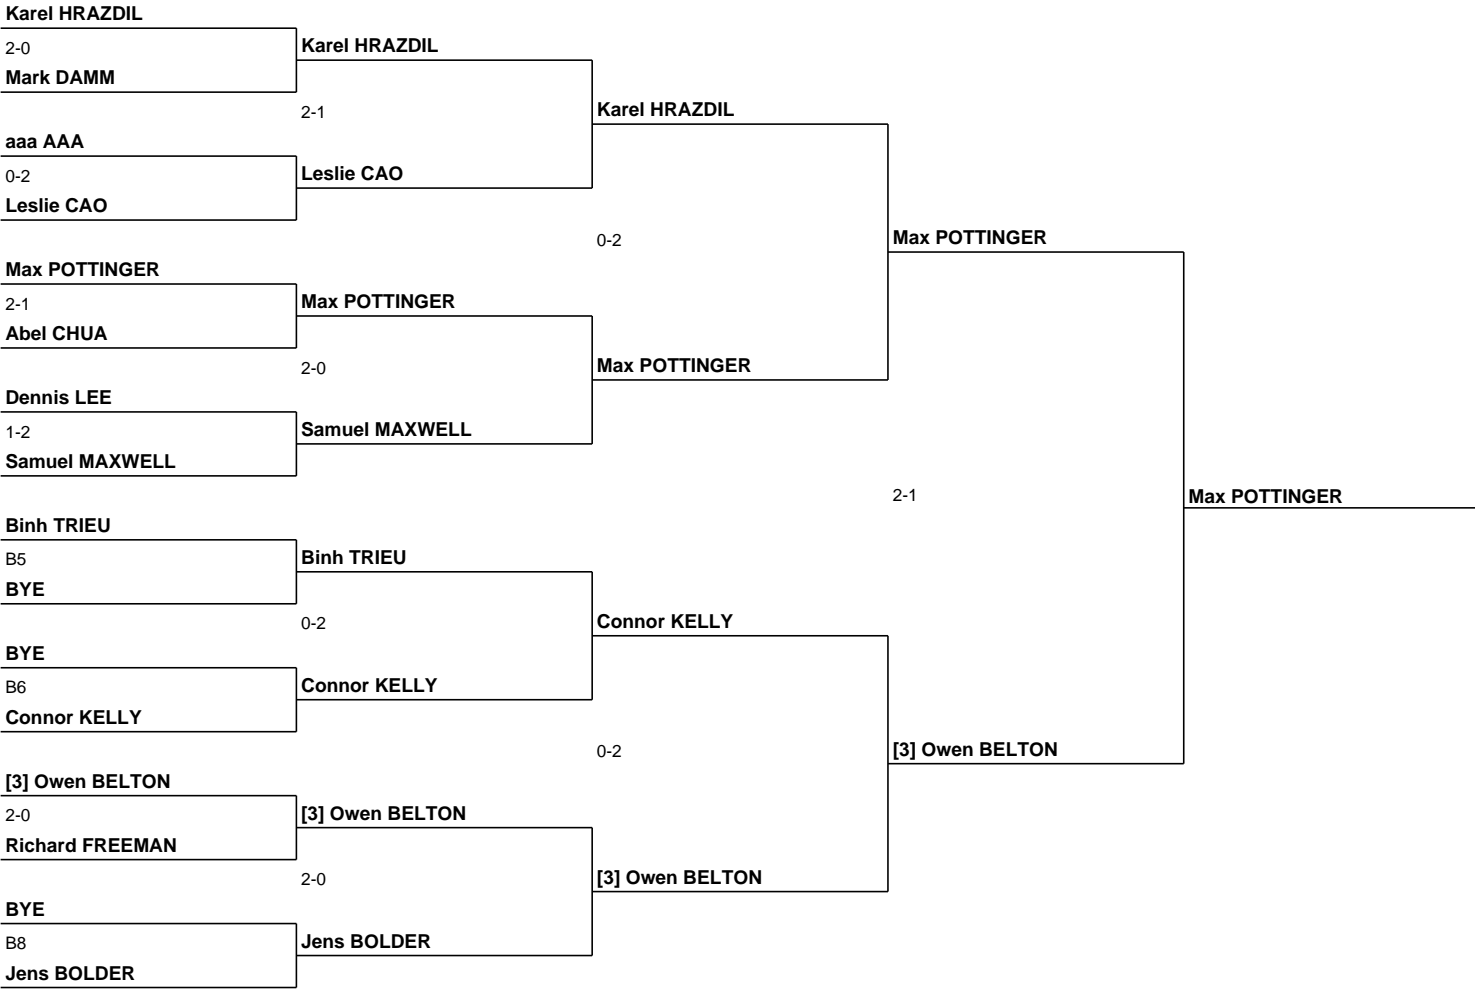 Karel HRAZDIL
2-0
Mark DAMM
aaa AAA
0-2
Leslie CAO
Max POTTINGER
2-1
Abel CHUA
Dennis LEE
1-2
Samuel MAXWELL
Binh TRIEU
B5
BYE
BYE
B6
Connor KELLY
[3] Owen BELTON
2-0
Richard FREEMAN
BYE
B8
Jens BOLDER
Karel HRAZDIL
2-1
Leslie CAO
Max POTTINGER
2-0
Samuel MAXWELL
Binh TRIEU
0-2
Connor KELLY
[3] Owen BELTON
2-0
Jens BOLDER
Karel HRAZDIL
0-2
Max POTTINGER
Connor KELLY
0-2
[3] Owen BELTON
Max POTTINGER
2-1
[3] Owen BELTON
Max POTTINGER